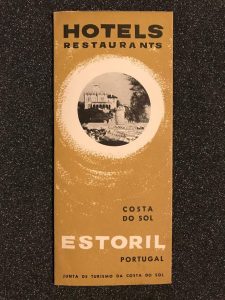 HOTELS
RESTAURANTS
COSTA
DO SOL
ESTORIL
PORTUGAL
JUNTA DE TURISMO DA COSTA DO SOL